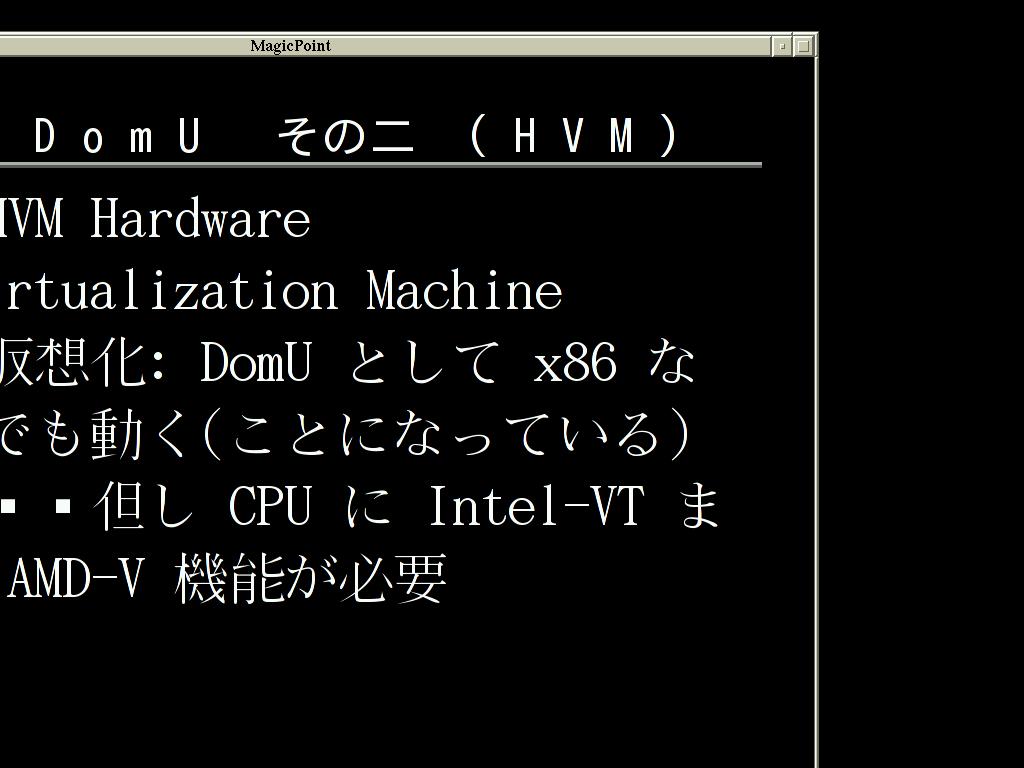 MagicPoint
DomU その二 (HVM)
HVM Hardware
rtualization Machine
仮想化: DomU として x86 な
でも動く(ことになっている)
▪ ▪但し CPU に Intel-VT ま
AMD-V 機能が必要